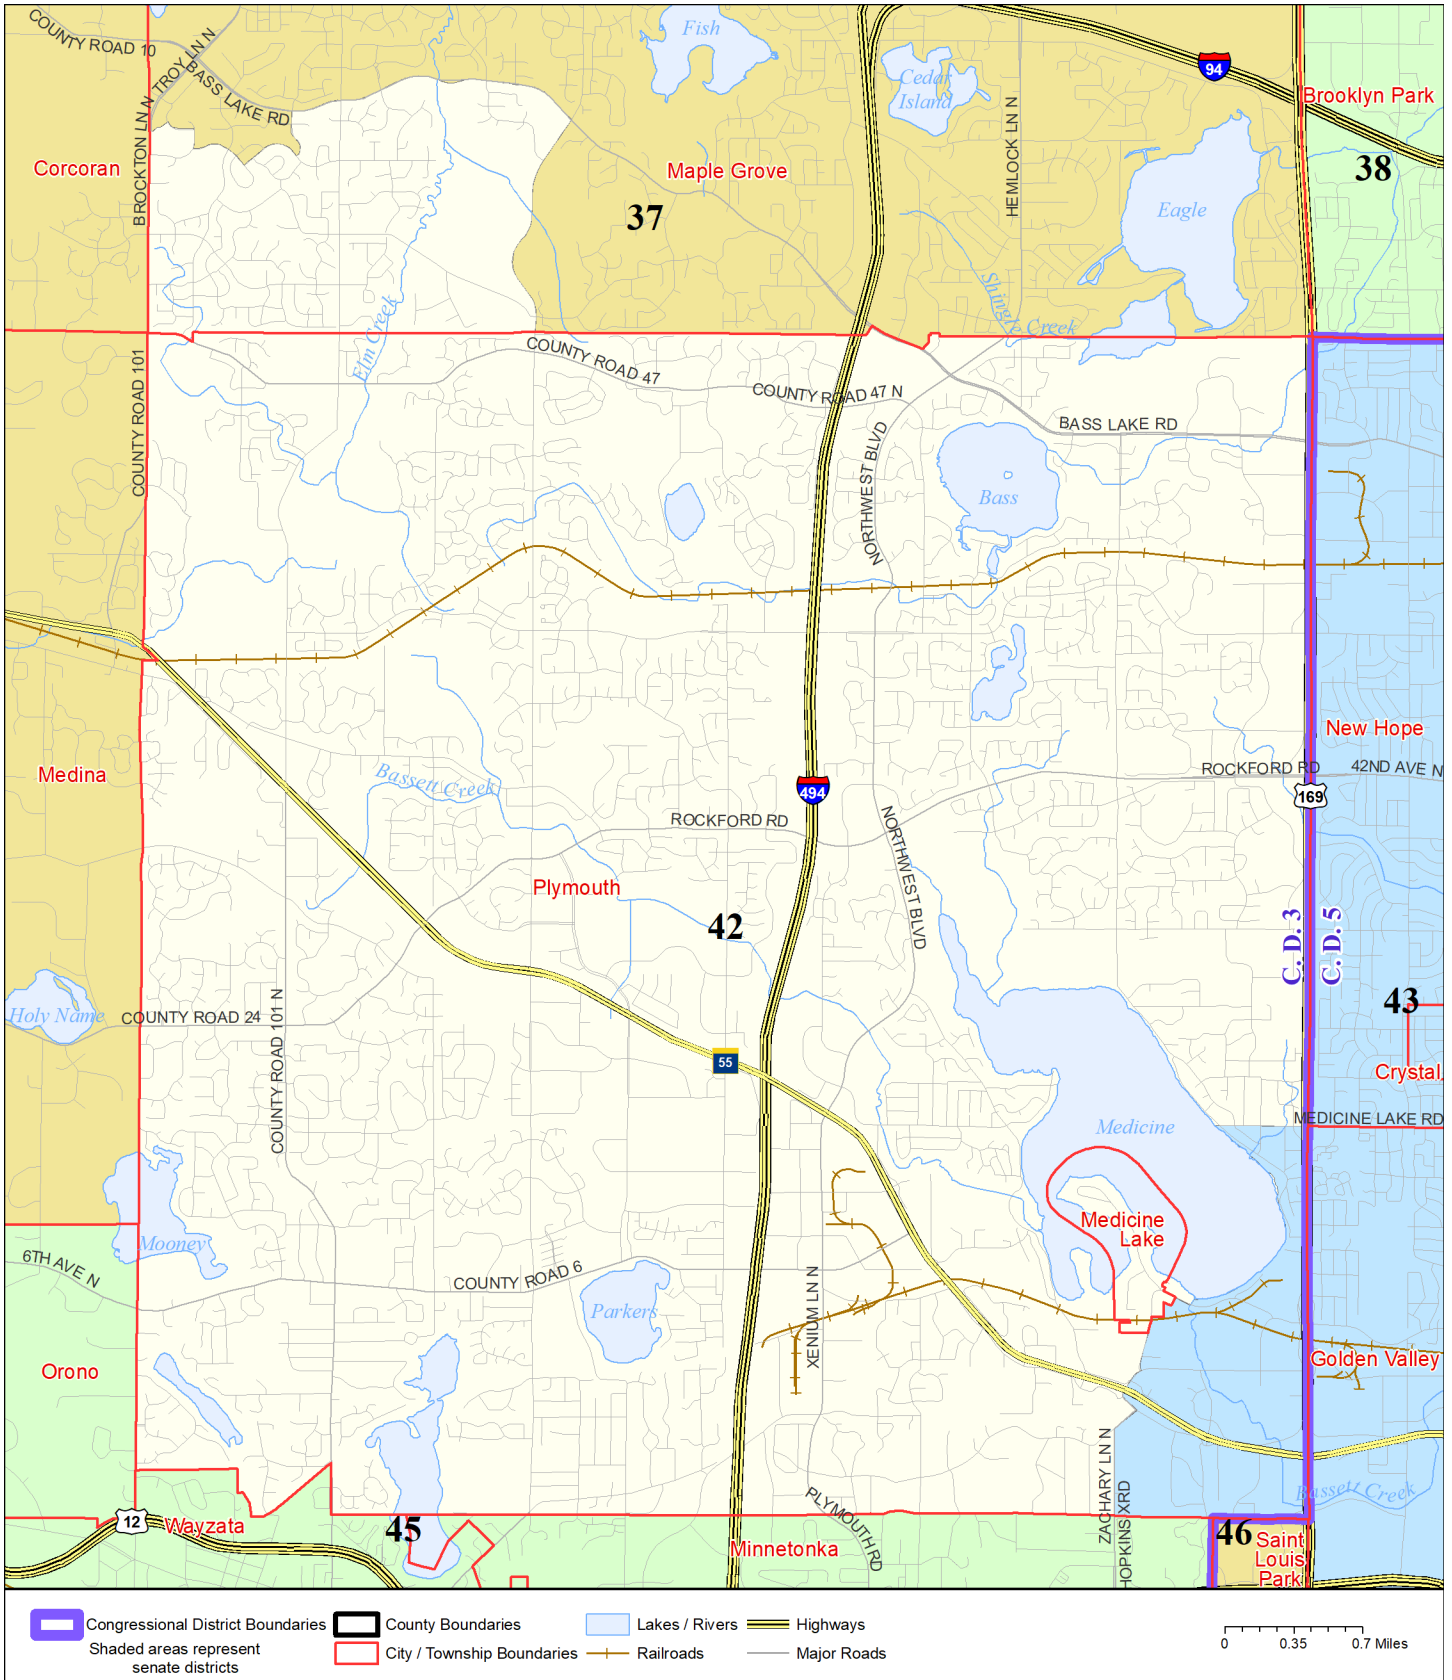 COUNTY ROAD 10
TROY LN N
BASS LAKE RD
BROCKTON LN N
Fish
Cedar
Island
94
Brooklyn Park
38
Corcoran
Maple Grove
37
HEMLOCK LN N
Eagle
Shingle Creek
Elm Creek
COUNTY ROAD 101
COUNTY ROAD 47
COUNTY ROAD 47 N
BASS LAKE RD
NORTHWEST BLVD
Bass
New Hope
Medina
Bassett Creek
494
ROCKFORD RD
42ND AVE N
169
ROCKFORD RD
NORTHWEST BLVD
Plymouth
42
C. D. 3
C. D. 5
43
Holy Name
COUNTY ROAD 24
COUNTY ROAD 101 N
55
Crystal
MEDICINE LAKE RD
Medicine
Medicine
Lake
Mooney
6TH AVE N
COUNTY ROAD 6
Parkers
XENIUM LN N
Orono
Golden Valley
ZACHARY LN N
HOPKINS XRD
Bassett Creek
PLYMOUTH RD
12
Wayzata
45
Minnetonka
46
Saint
Louis
Park
Congressional District Boundaries
Shaded areas represent
senate districts
County Boundaries
City / Township Boundaries
Lakes / Rivers
Railroads
Highways
Major Roads
0 0.35 0.7 Miles